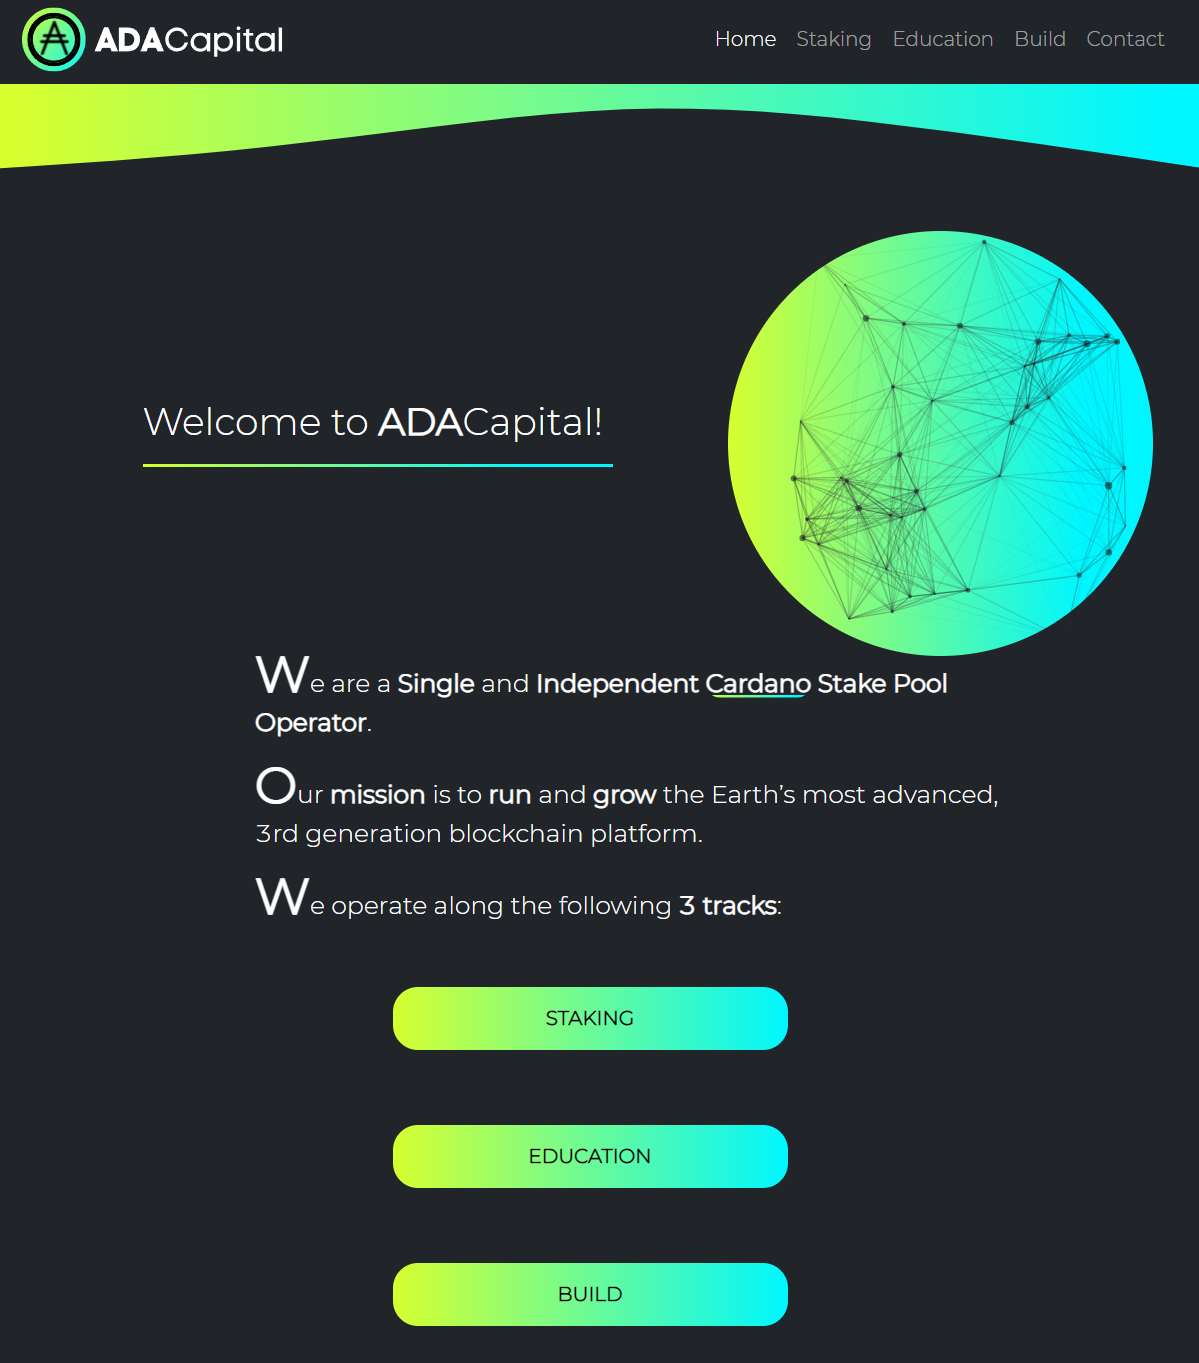 ADACapital
Home Staking Education Build Contact
Welcome to ADACapital!
We are a Single and Independent Cardano Stake Pool
Operator.
Our mission is to run and grow the Earth’s most advanced,
3rd generation blockchain platform.
We operate along the following 3 tracks:
STAKING
EDUCATION
BUILD